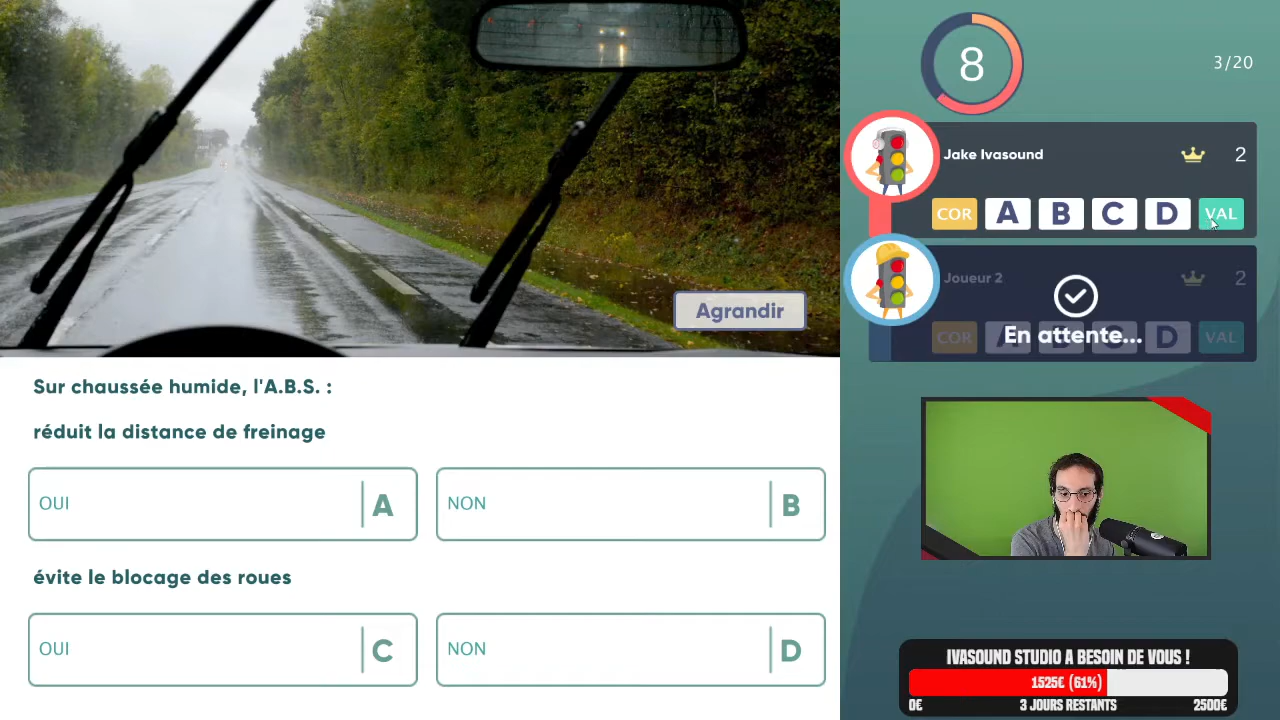 8
3/20
Jake Ivasound
2
COR
A
B
C
D
VAL
Agrandir
Joueur 2
2
COR
A
C
D
VAL
En attente...
Sur chaussée humide, l'A.B.S. :
réduit la distance de freinage
OUI
A
NON
B
évite le blocage des roues
OUI
C
NON
D
IVASOUND STUDIO A BESOIN DE VOUS !
1525€ (61%)
0€
3 JOURS RESTANTS
2500€